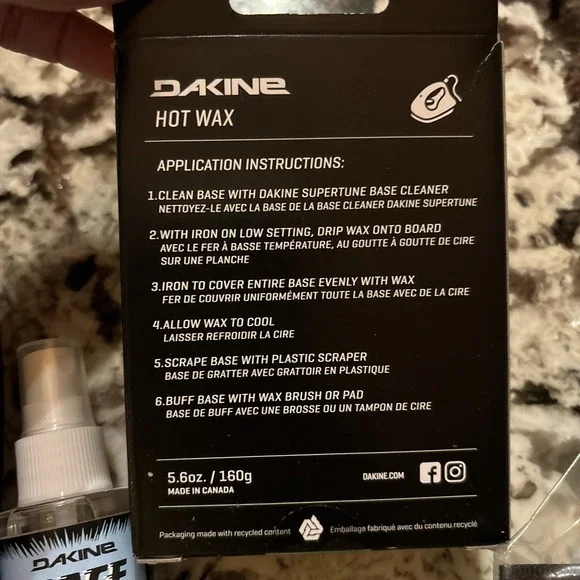 DAKINE
HOT WAX
APPLICATION INSTRUCTIONS:
1.CLEAN BASE WITH DAKINE SUPERTUNE BASE CLEANER
NETTOYEZ-LE AVEC LA BASE DE LA BASE CLEANER DAKINE SUPERTUNE
2.WITH IRON ON LOW SETTING, DRIP WAX ONTO BOARD
AVEC LE FER À BASSE TEMPÉRATURE, AU GOUTTE À GOUTTE DE CIRE
SUR UNE PLANCHE
3.IRON TO COVER ENTIRE BASE EVENLY WITH WAX
FER DE COUVRIR UNIFORMÉMENT TOUTE LA BASE AVEC DE LA CIRE
4.ALLOW WAX TO COOL
LAISSER REFROIDIR LA CIRE
5.SCRAPE BASE WITH PLASTIC SCRAPER
BASE DE GRATTER AVEC GRATTOIR EN PLASTIQUE
6.BUFF BASE WITH WAX BRUSH OR PAD
BASE DE BUFF AVEC UNE BROSSE OU UN TAMPON DE CIRE
5.6oz. / 160g
MADE IN CANADA
DAKINE.COM
Packaging made with recycled content
Emballage fabriqué avec du contenu recyclé
DAKINE